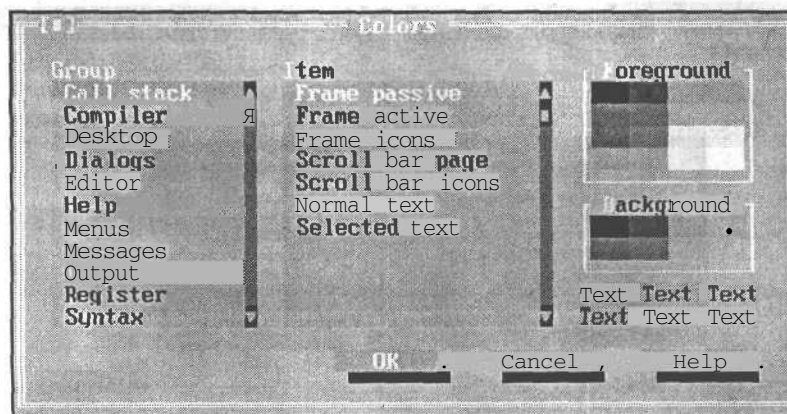 [■] Colors
Group
Call stack
Compiler Я
Desktop
Dialogs
Editor
Help
Menus
Messages
Output
Register
Syntax
Item
Frame passive
Frame active
Frame icons
Scroll bar page
Scroll bar icons
Normal text
Selected text
oreground
ackground
Text Text Text
Text Text Text
OK . Cancel , Help .